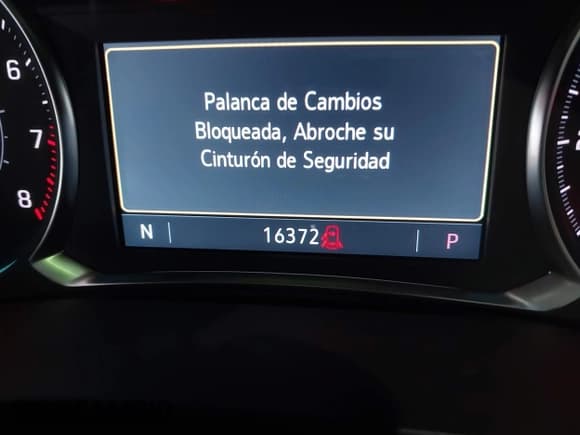 Palanca de Cambios
Bloqueada, Abroche su
Cinturón de Seguridad
N 16372 P
6
7
8